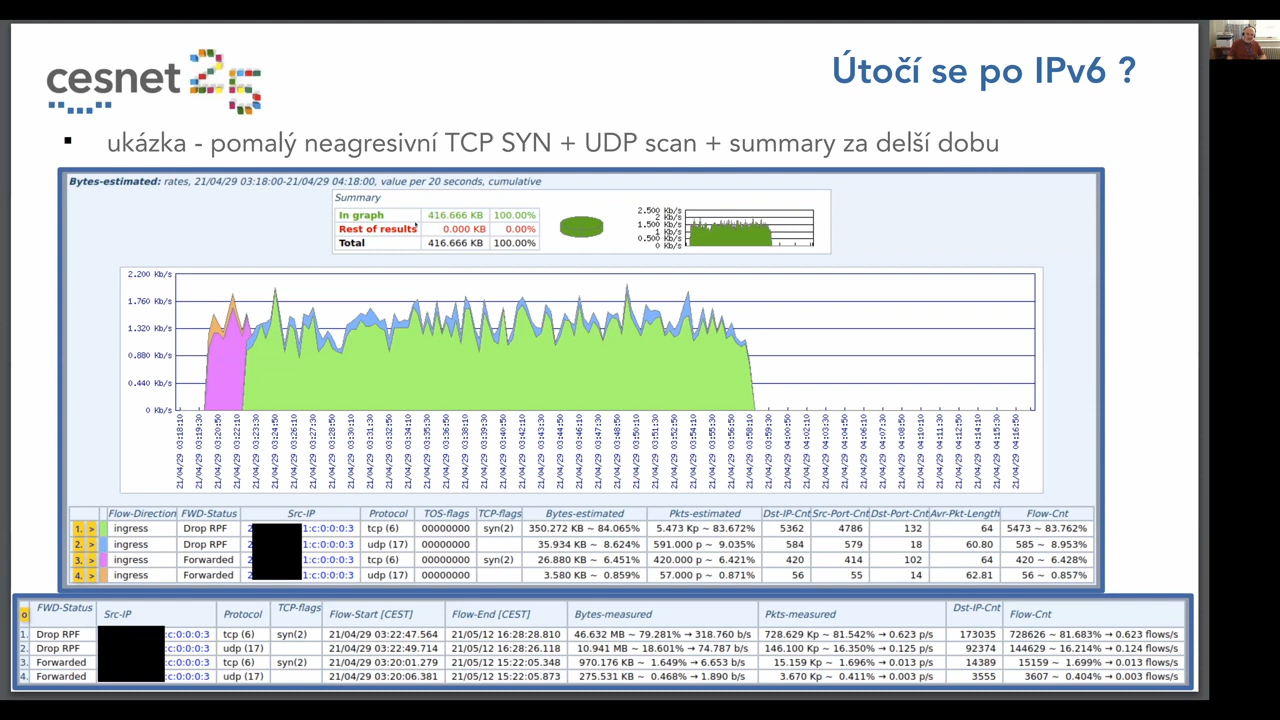 cesnet 25
Útočí se po IPv6 ?
▪ ukázka - pomalý neagresivní TCP SYN + UDP scan + summary za delší dobu
Bytes-estimated: rates, 21/04/29 03:18:00-21/04/29 04:18:00, value per 20 seconds, cumulative
Summary
In graph 416.666 KB 100.00%
Rest of results 0.000 KB 0.00%
Total 416.666 KB 100.00%
2.500 Kb/s
2 Kb/s
1 Kb/s
0.500 Kb/s
0 Kb/s
2.200 Kb/s
1.760 Kb/s
1.320 Kb/s
0.880 Kb/s
0.440 Kb/s
0 Kb/s
Flow-Direction FWD-Status Src-IP Protocol TOS-flags TCP-flags Bytes-estimated Pkts-estimated Dst-IP-Cnt Src-Port-Cnt Dst-Port-Cnt Avr-Pkt-Length Flow-Cnt
1. > ingress Drop RPF 2 1:c:0:0:0:3 tcp (6) 00000000 syn(2) 350.272 KB ~ 84.065% 5.473 Kp ~ 83.672% 5362 4786 132 64 5473 ~ 83.762%
2. > ingress Drop RPF 2 1:c:0:0:0:3 udp (17) 00000000 35.934 KB ~ 8.624% 591.000 p ~ 9.035% 584 579 18 60.80 585 ~ 8.953%
3. > ingress Forwarded 2 1:c:0:0:0:3 tcp (6) 00000000 syn(2) 26.880 KB ~ 6.451% 420.000 p ~ 6.421% 420 414 102 64 420 ~ 6.428%
4. > ingress Forwarded 2 1:c:0:0:0:3 udp (17) 00000000 3.580 KB ~ 0.859% 57.000 p ~ 0.871% 56 55 14 62.81 56 ~ 0.857%
o FWD-Status Src-IP Protocol TCP-flags Flow-Start [CEST] Flow-End [CEST] Bytes-measured Pkts-measured Dst-IP-Cnt Flow-Cnt
1. Drop RPF :c:0:0:0:3 tcp (6) syn(2) 21/04/29 03:22:47.564 21/05/12 16:28:28.810 46.632 MB ~ 79.281% → 318.760 b/s 728.629 Kp ~ 81.542% → 0.623 p/s 173035 728626 ~ 81.683% → 0.623 flows/s
2. Drop RPF :c:0:0:0:3 udp (17) 21/04/29 03:22:49.714 21/05/12 16:28:26.118 10.941 MB ~ 18.601% → 74.787 b/s 146.100 Kp ~ 16.350% → 0.125 p/s 92374 144629 ~ 16.214% → 0.124 flows/s
3. Forwarded :c:0:0:0:3 tcp (6) syn(2) 21/04/29 03:20:01.279 21/05/12 15:22:05.348 970.176 KB ~ 1.649% → 6.653 b/s 15.159 Kp ~ 1.696% → 0.013 p/s 14389 15159 ~ 1.699% → 0.013 flows/s
4. Forwarded :c:0:0:0:3 udp (17) 21/04/29 03:20:06.381 21/05/12 15:22:05.873 275.531 KB ~ 0.468% → 1.890 b/s 3.670 Kp ~ 0.411% → 0.003 p/s 3555 3607 ~ 0.404% → 0.003 flows/s